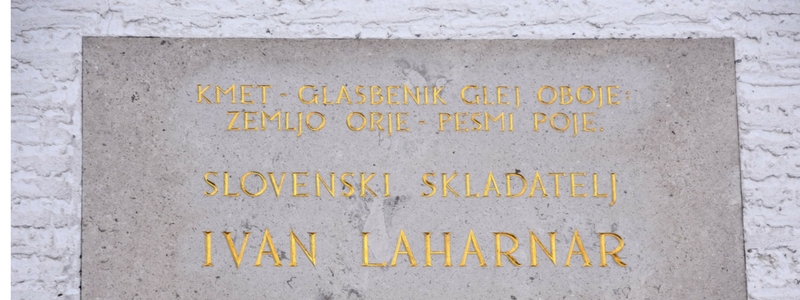 KMET - GLASBENIK GLEJ OBOJE:
ZEMLJO ORJE - PESMI POJE.
SLOVENSKI SKLADATELJ
IVAN LAHARNAR